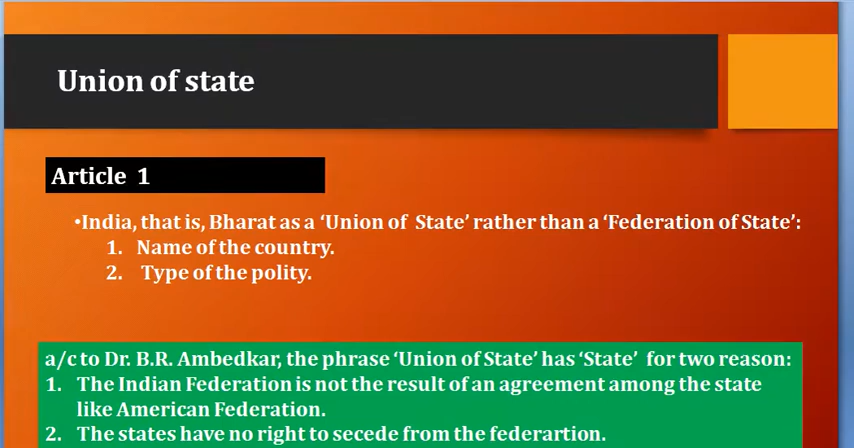 Union of state
Article 1
•India, that is, Bharat as a ‘Union of State’ rather than a ‘Federation of State’:
1. Name of the country.
2. Type of the polity.
a/c to Dr. B.R. Ambedkar, the phrase ‘Union of State’ has ‘State’ for two reason:
1. The Indian Federation is not the result of an agreement among the state
like American Federation.
2. The states have no right to secede from the federartion.